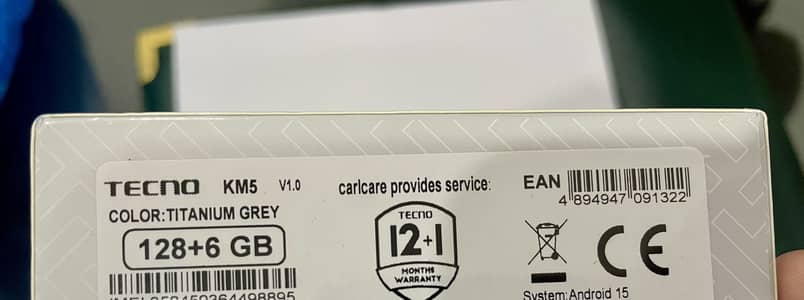 TECNO KM5 V1.0
COLOR:TITANIUM GREY
128+6 GB
carlcare provides service:
TECNO
12+1
MONTHS
WARRANTY
EAN
4 894947 091322
CE
System:Android 15